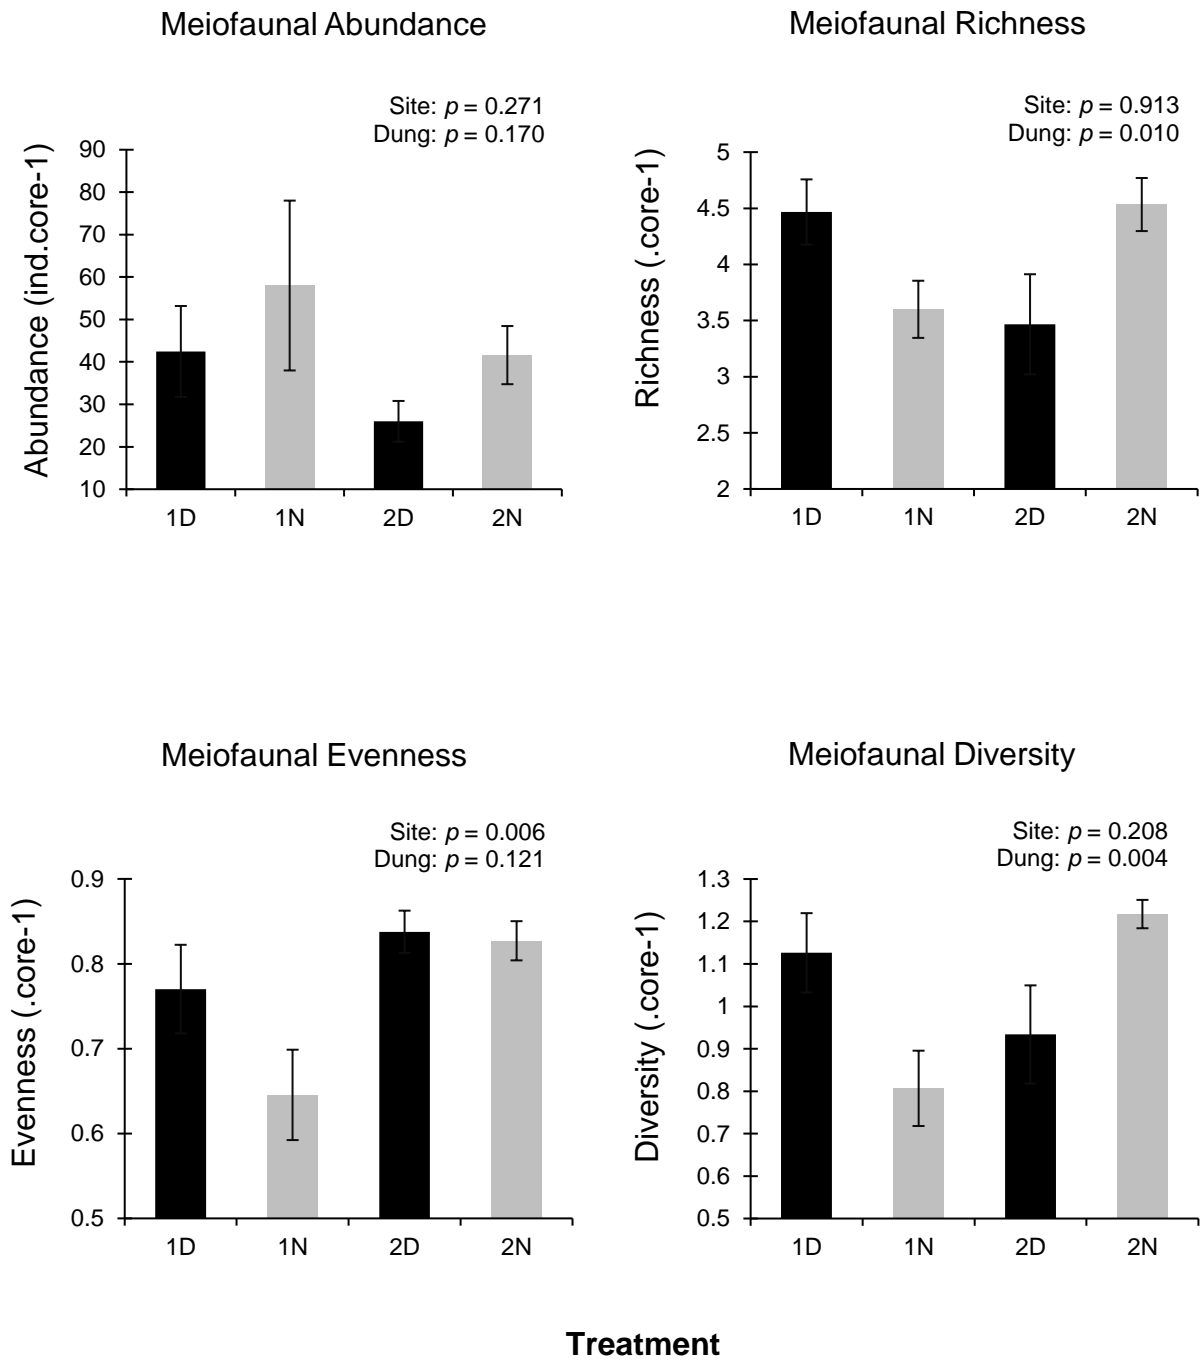 Meiofaunal Abundance
Site: p = 0.271
Dung: p = 0.170
Abundance (ind.core-1)
90
80
70
60
50
40
30
20
10
1D 1N 2D 2N
Meiofaunal Richness
Site: p = 0.913
Dung: p = 0.010
Richness (.core-1)
5
4.5
4
3.5
3
2.5
2
1D 1N 2D 2N
Meiofaunal Evenness
Site: p = 0.006
Dung: p = 0.121
Evenness (.core-1)
0.9
0.8
0.7
0.6
0.5
1D 1N 2D 2N
Meiofaunal Diversity
Site: p = 0.208
Dung: p = 0.004
Diversity (.core-1)
1.3
1.2
1.1
1
0.9
0.8
0.7
0.6
0.5
1D 1N 2D 2N
Treatment